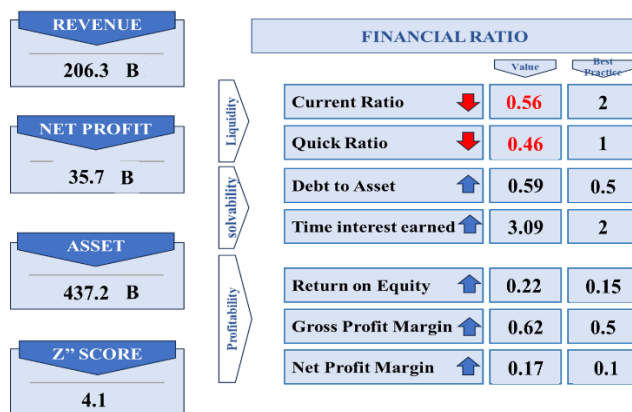 REVENUE
206.3 B
NET PROFIT
35.7 B
ASSET
437.2 B
Z’’ SCORE
4.1
FINANCIAL RATIO
Value
Best
Practice
Liquidity
Current Ratio 0.56 2
Quick Ratio 0.46 1
solvability
Debt to Asset 0.59 0.5
Time interest earned 3.09 2
Profitability
Return on Equity 0.22 0.15
Gross Profit Margin 0.62 0.5
Net Profit Margin 0.17 0.1